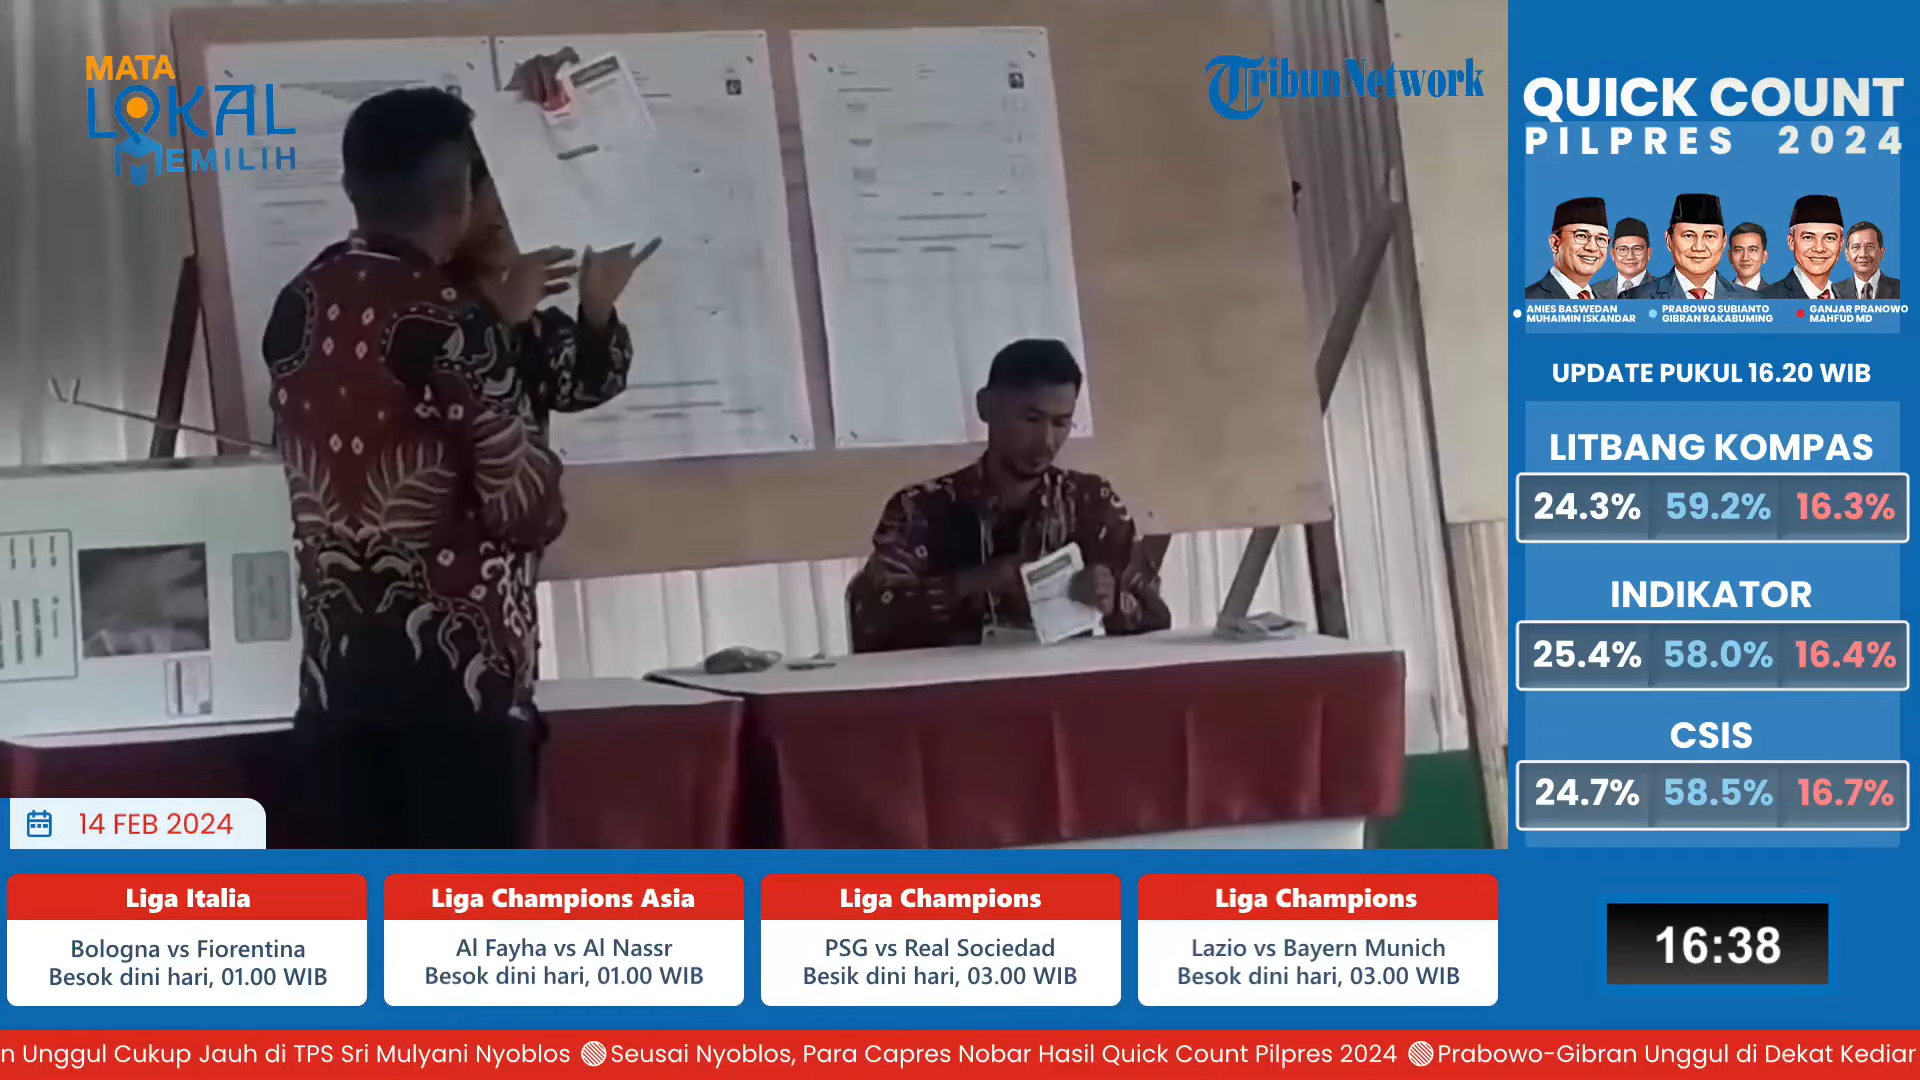 MATA
LOKAL
MEMILIH
TribunNetwork
QUICK COUNT
PILPRES 2024
ANIES BASWEDAN
MUHAIMIN ISKANDAR
PRABOWO SUBIANTO
GIBRAN RAKABUMING
GANJAR PRANOWO
MAHFUD MD
UPDATE PUKUL 16.20 WIB
LITBANG KOMPAS
24.3% 59.2% 16.3%
INDIKATOR
25.4% 58.0% 16.4%
CSIS
24.7% 58.5% 16.7%
14 FEB 2024
Liga Italia
Bologna vs Fiorentina
Besok dini hari, 01.00 WIB
Liga Champions Asia
Al Fayha vs Al Nassr
Besok dini hari, 01.00 WIB
Liga Champions
PSG vs Real Sociedad
Besik dini hari, 03.00 WIB
Liga Champions
Lazio vs Bayern Munich
Besok dini hari, 03.00 WIB
16:38
n Unggul Cukup Jauh di TPS Sri Mulyani Nyoblos Seusai Nyoblos, Para Capres Nobar Hasil Quick Count Pilpres 2024 Prabowo-Gibran Unggul di Dekat Kediar